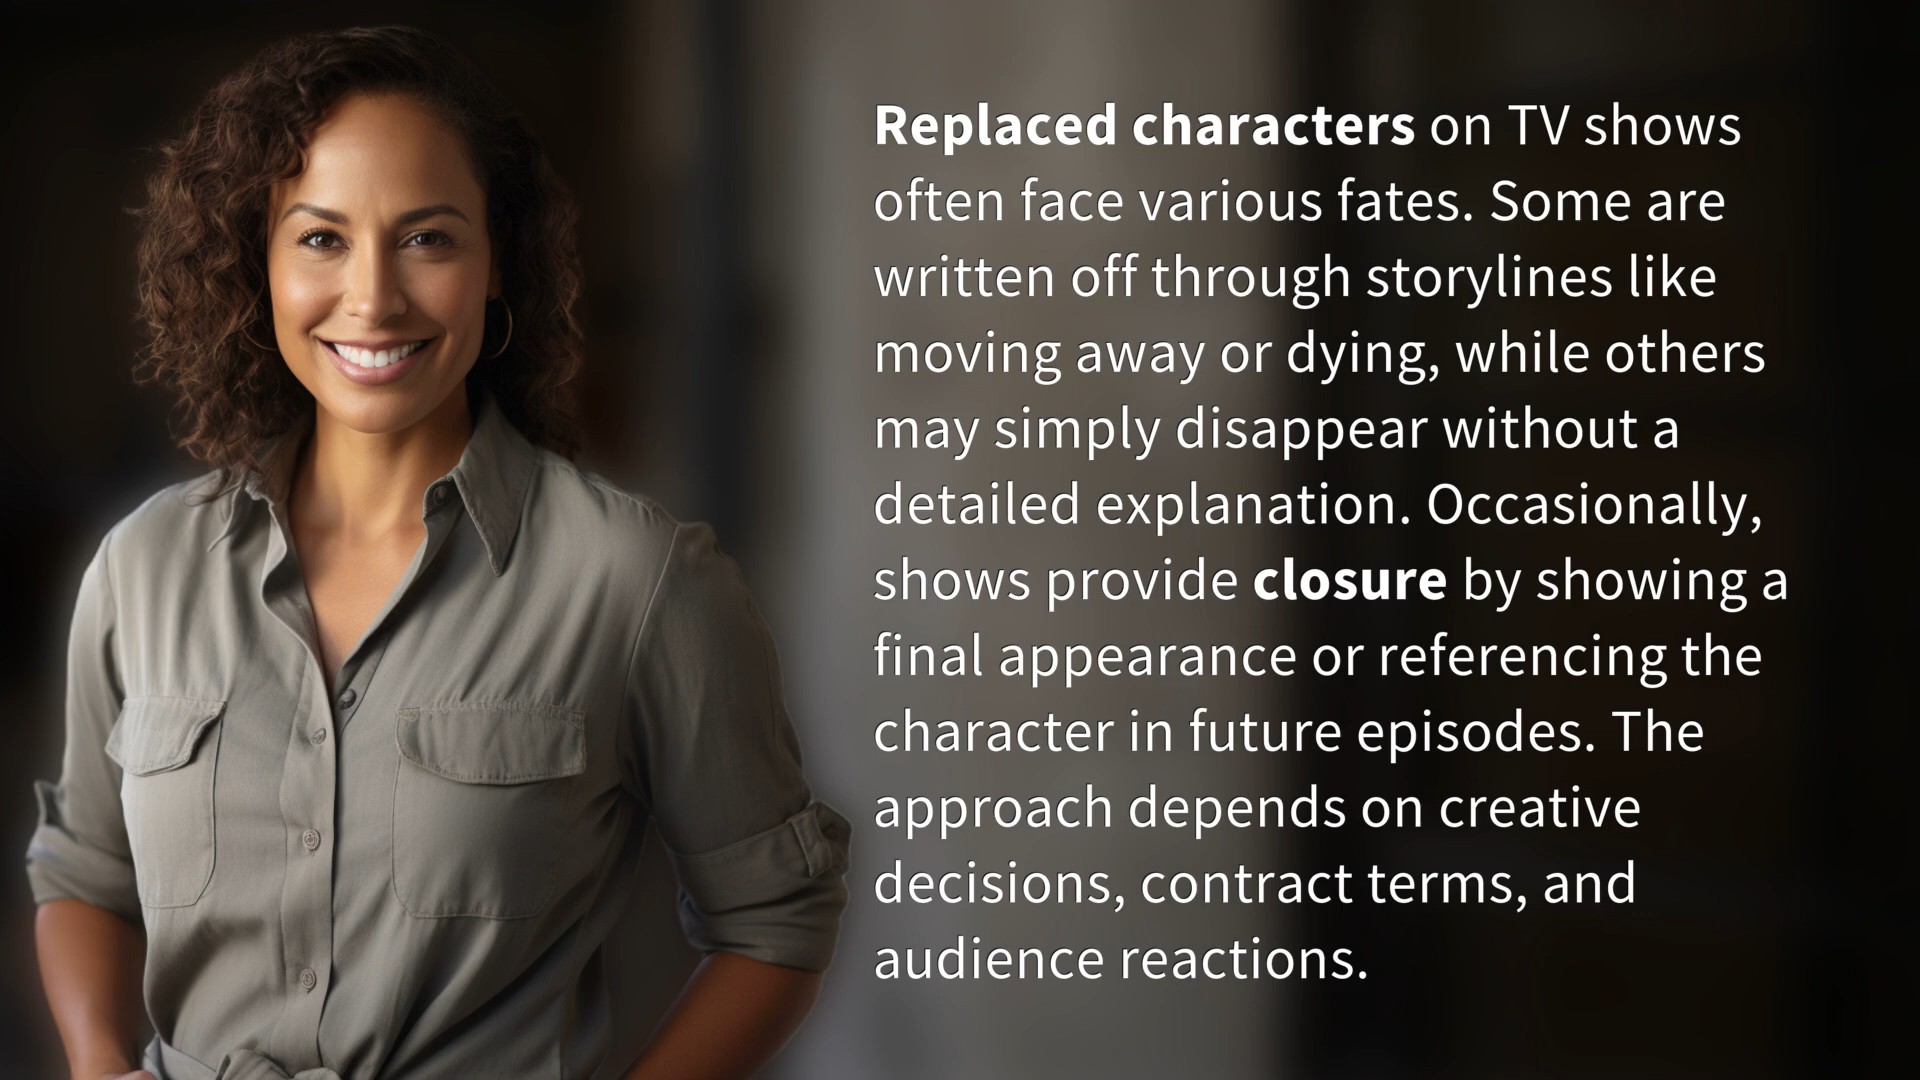 Replaced characters on TV shows
often face various fates. Some are
written off through storylines like
moving away or dying, while others
may simply disappear without a
detailed explanation. Occasionally,
shows provide closure by showing a
final appearance or referencing the
character in future episodes. The
approach depends on creative
decisions, contract terms, and
audience reactions.